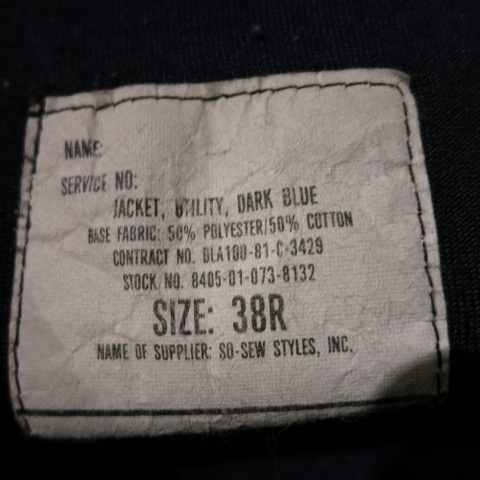 NAME:
SERVICE NO:
JACKET, UTILITY, DARK BLUE
BASE FABRIC: 50% POLYESTER/50% COTTON
CONTRACT NO. DLA100-81-C-3429
STOCK NO. 8405-01-073-8132
SIZE: 38R
NAME OF SUPPLIER: SO-SEW STYLES, INC.